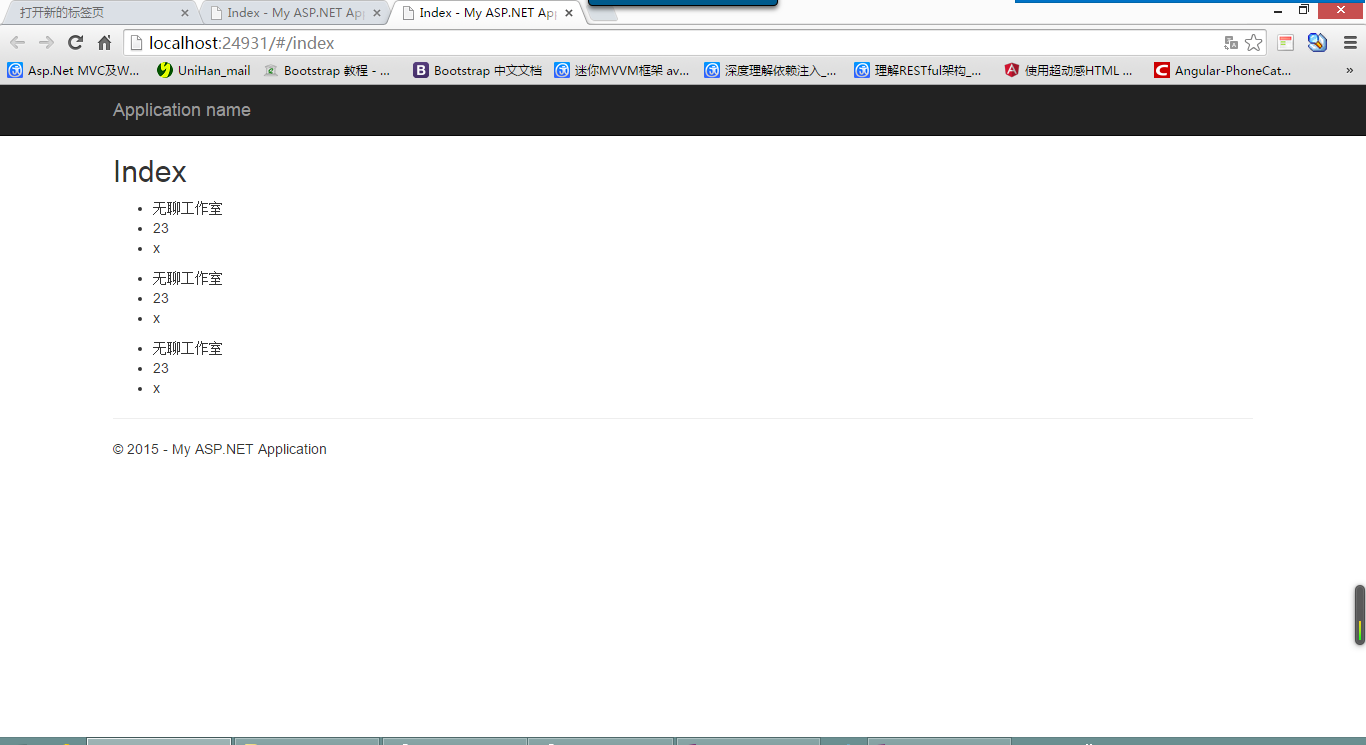 打开新的标签页
Index - My ASP.NET Ap
Index - My ASP.NET Ap
localhost:24931/#/index
Asp.Net MVC及W...
UniHan_mail
Bootstrap 教程 - ...
Bootstrap 中文文档
迷你MVVM框架 av...
深度理解依赖注入_...
理解RESTful架构_...
使用超动感HTML ...
Angular-PhoneCat...
»
Application name
Index
无聊工作室
23
x
无聊工作室
23
x
无聊工作室
23
x
© 2015 - My ASP.NET Application